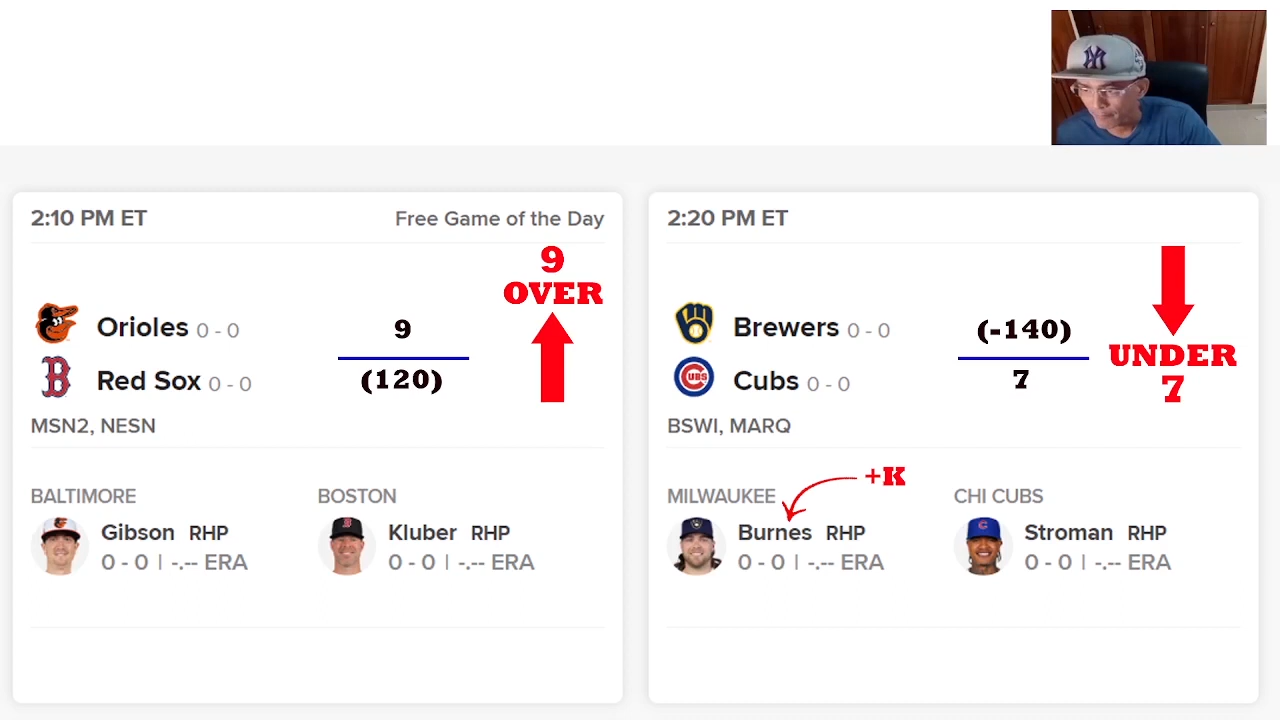 2:10 PM ET
Free Game of the Day
9
OVER
Orioles 0 - 0
9
Red Sox 0 - 0
(120)
MSN2, NESN
BALTIMORE
Gibson RHP
0 - 0 | -.-- ERA
BOSTON
Kluber RHP
0 - 0 | -.-- ERA
2:20 PM ET
Brewers 0 - 0
(-140)
UNDER
7
Cubs 0 - 0
7
BSWI, MARQ
+K
MILWAUKEE
Burnes RHP
0 - 0 | -.-- ERA
CHI CUBS
Stroman RHP
0 - 0 | -.-- ERA